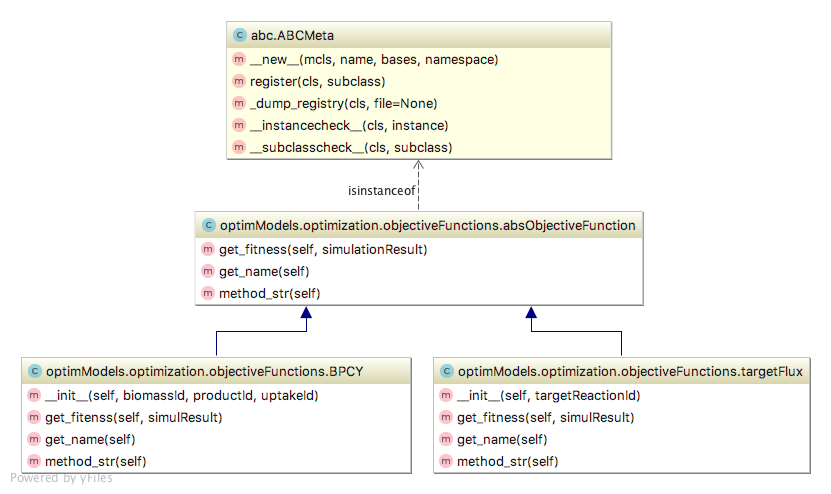 C abc.ABCMeta
m __new__(mcls, name, bases, namespace)
m register(cls, subclass)
m _dump_registry(cls, file=None)
m __instancecheck__(cls, instance)
m __subclasscheck__(cls, subclass)
isinstanceof
C optimModels.optimization.objectiveFunctions.absObjectiveFunction
m get_fitness(self, simulationResult)
m get_name(self)
m method_str(self)
C optimModels.optimization.objectiveFunctions.BPCY
m __init__(self, biomassId, productId, uptakeId)
m get_fitenss(self, simulResult)
m get_name(self)
m method_str(self)
C optimModels.optimization.objectiveFunctions.targetFlux
m __init__(self, targetReactionId)
m get_fitness(self, simulResult)
m get_name(self)
m method_str(self)
Powered by yFiles